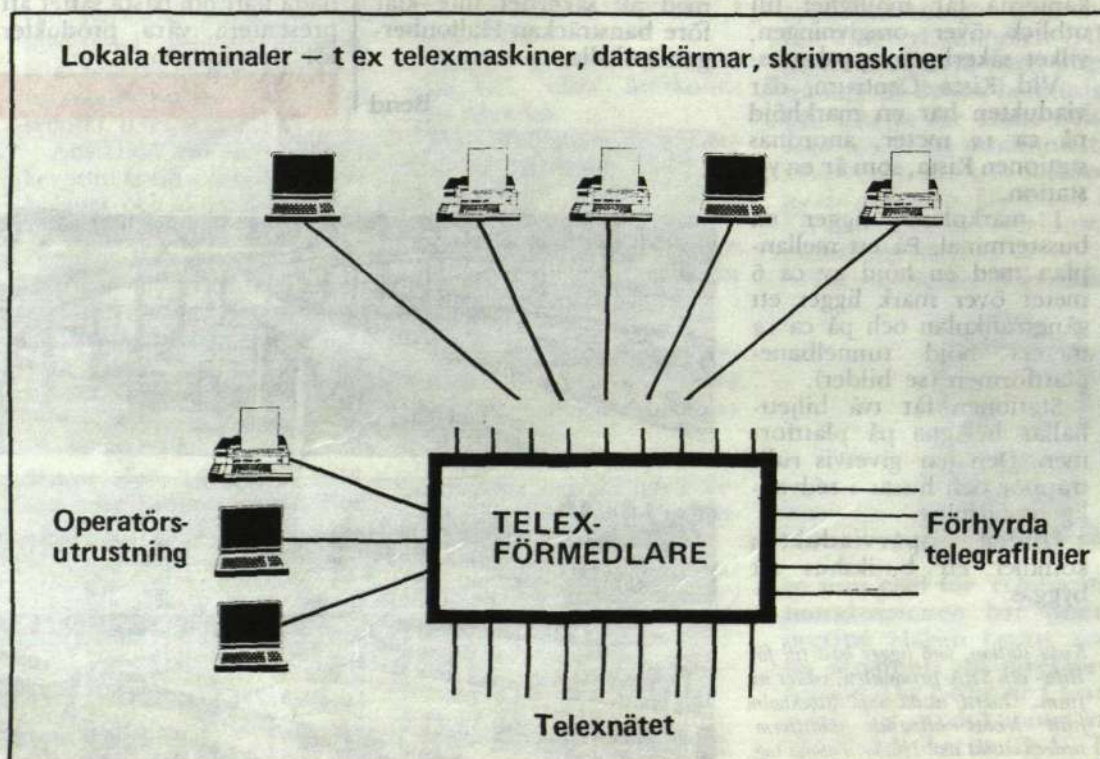 Lokala terminaler – t ex telexmaskiner, dataskärmar, skrivmaskiner
Operatörs-
utrustning
TELEX-
FÖRMEDLARE
Förhyrda
telegraflinjer
Telexnätet